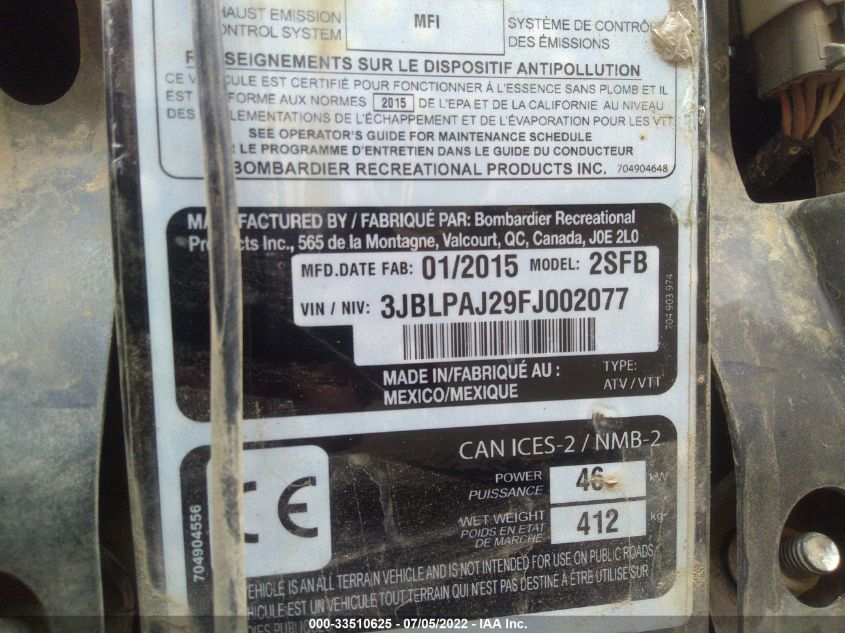 HAUST EMISSION
ONTROL SYSTEM
MFI
SYSTÈME DE CONTRÔ
DES ÉMISSIONS
SEIGNEMENTS SUR LE DISPOSITIF ANTIPOLLUTION
CE VÉHICULE EST CERTIFIÉ POUR FONCTIONNER À L'ESSENCE SANS PLOMB ET IL
EST FORME AUX NORMES 2015 DE L'EPA ET DE LA CALIFORNIE AU NIVEAU
DES LEMENTATIONS DE L'ÉCHAPPEMENT ET DE L'ÉVAPORATION POUR LES VTT
SEE OPERATOR'S GUIDE FOR MAINTENANCE SCHEDULE
R LE PROGRAMME D'ENTRETIEN DANS LE GUIDE DU CONDUCTEUR
BOMBARDIER RECREATIONAL PRODUCTS INC. 704904648
MANUFACTURED BY / FABRIQUÉ PAR: Bombardier Recreational
Products Inc., 565 de la Montagne, Valcourt, QC, Canada, J0E 2L0
MFD.DATE FAB: 01/2015 MODEL: 2SFB
VIN / NIV: 3JBLPAJ29FJ002077
704 903 974
MADE IN/FABRIQUÉ AU :
MEXICO/MEXIQUE
TYPE:
ATV / VTT
CAN ICES-2 / NMB-2
CE
POWER
PUISSANCE
46 kW
WET WEIGHT
POIDS EN ÉTAT
DE MARCHE
412 kg
704904556
VEHICLE IS AN ALL TERRAIN VEHICLE AND IS NOT INTENDED FOR USE ON PUBLIC ROADS
HICULE EST UN VEHICULE TOUT TERRAIN QUI N'EST PAS DESTINÉ À ÊTRE UTILISÉ SUR
S PUBLIQUES
000-33510625 - 07/05/2022 - IAA Inc.